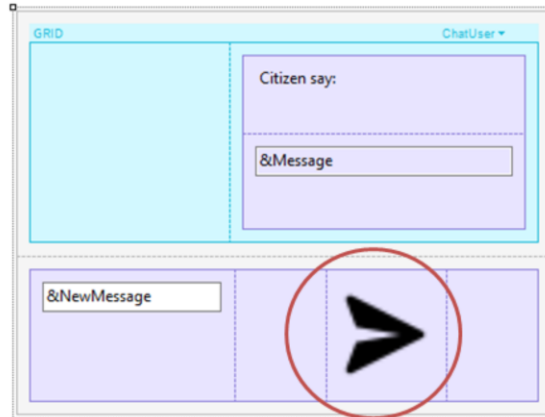 GRID
ChatUser
Citizen say:
&Message
&NewMessage